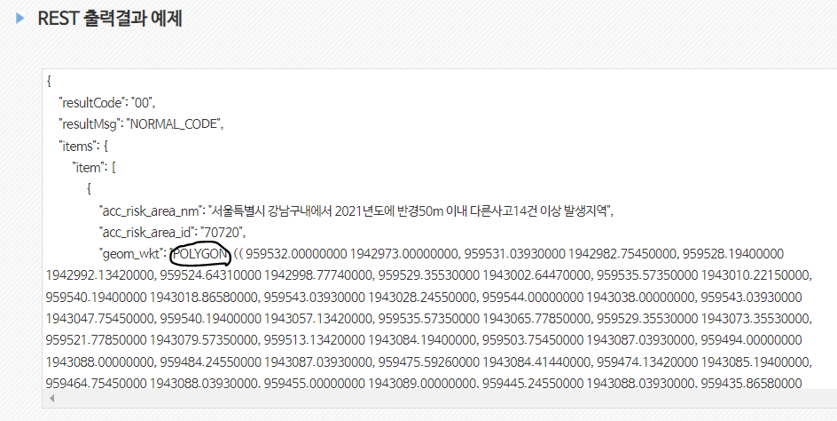 REST 출력결과 예제
{
"resultCode": "00",
"resultMsg": "NORMAL_CODE",
"items": {
"item": [
{
"acc_risk_area_nm": "서울특별시 강남구내에서 2021년도에 반경50m 이내 다른사고14건 이상 발생지역",
"acc_risk_area_id": "70720",
"geom_wkt": "POLYGON (( 959532.00000000 1942973.00000000, 959531.03930000 1942982.75450000, 959528.19400000
1942992.13420000, 959524.64310000 1942998.77740000, 959529.35530000 1943002.64470000, 959535.57350000 1943010.22150000,
959540.19400000 1943018.86580000, 959543.03930000 1943028.24550000, 959544.00000000 1943038.00000000, 959543.03930000
1943047.75450000, 959540.19400000 1943057.13420000, 959535.57350000 1943065.77850000, 959529.35530000 1943073.35530000,
959521.77850000 1943079.57350000, 959513.13420000 1943084.19400000, 959503.75450000 1943087.03930000, 959494.00000000
1943088.00000000, 959484.24550000 1943087.03930000, 959475.59260000 1943084.41440000, 959474.13420000 1943085.19400000,
959464.75450000 1943088.03930000, 959455.00000000 1943089.00000000, 959445.24550000 1943088.03930000, 959435.86580000